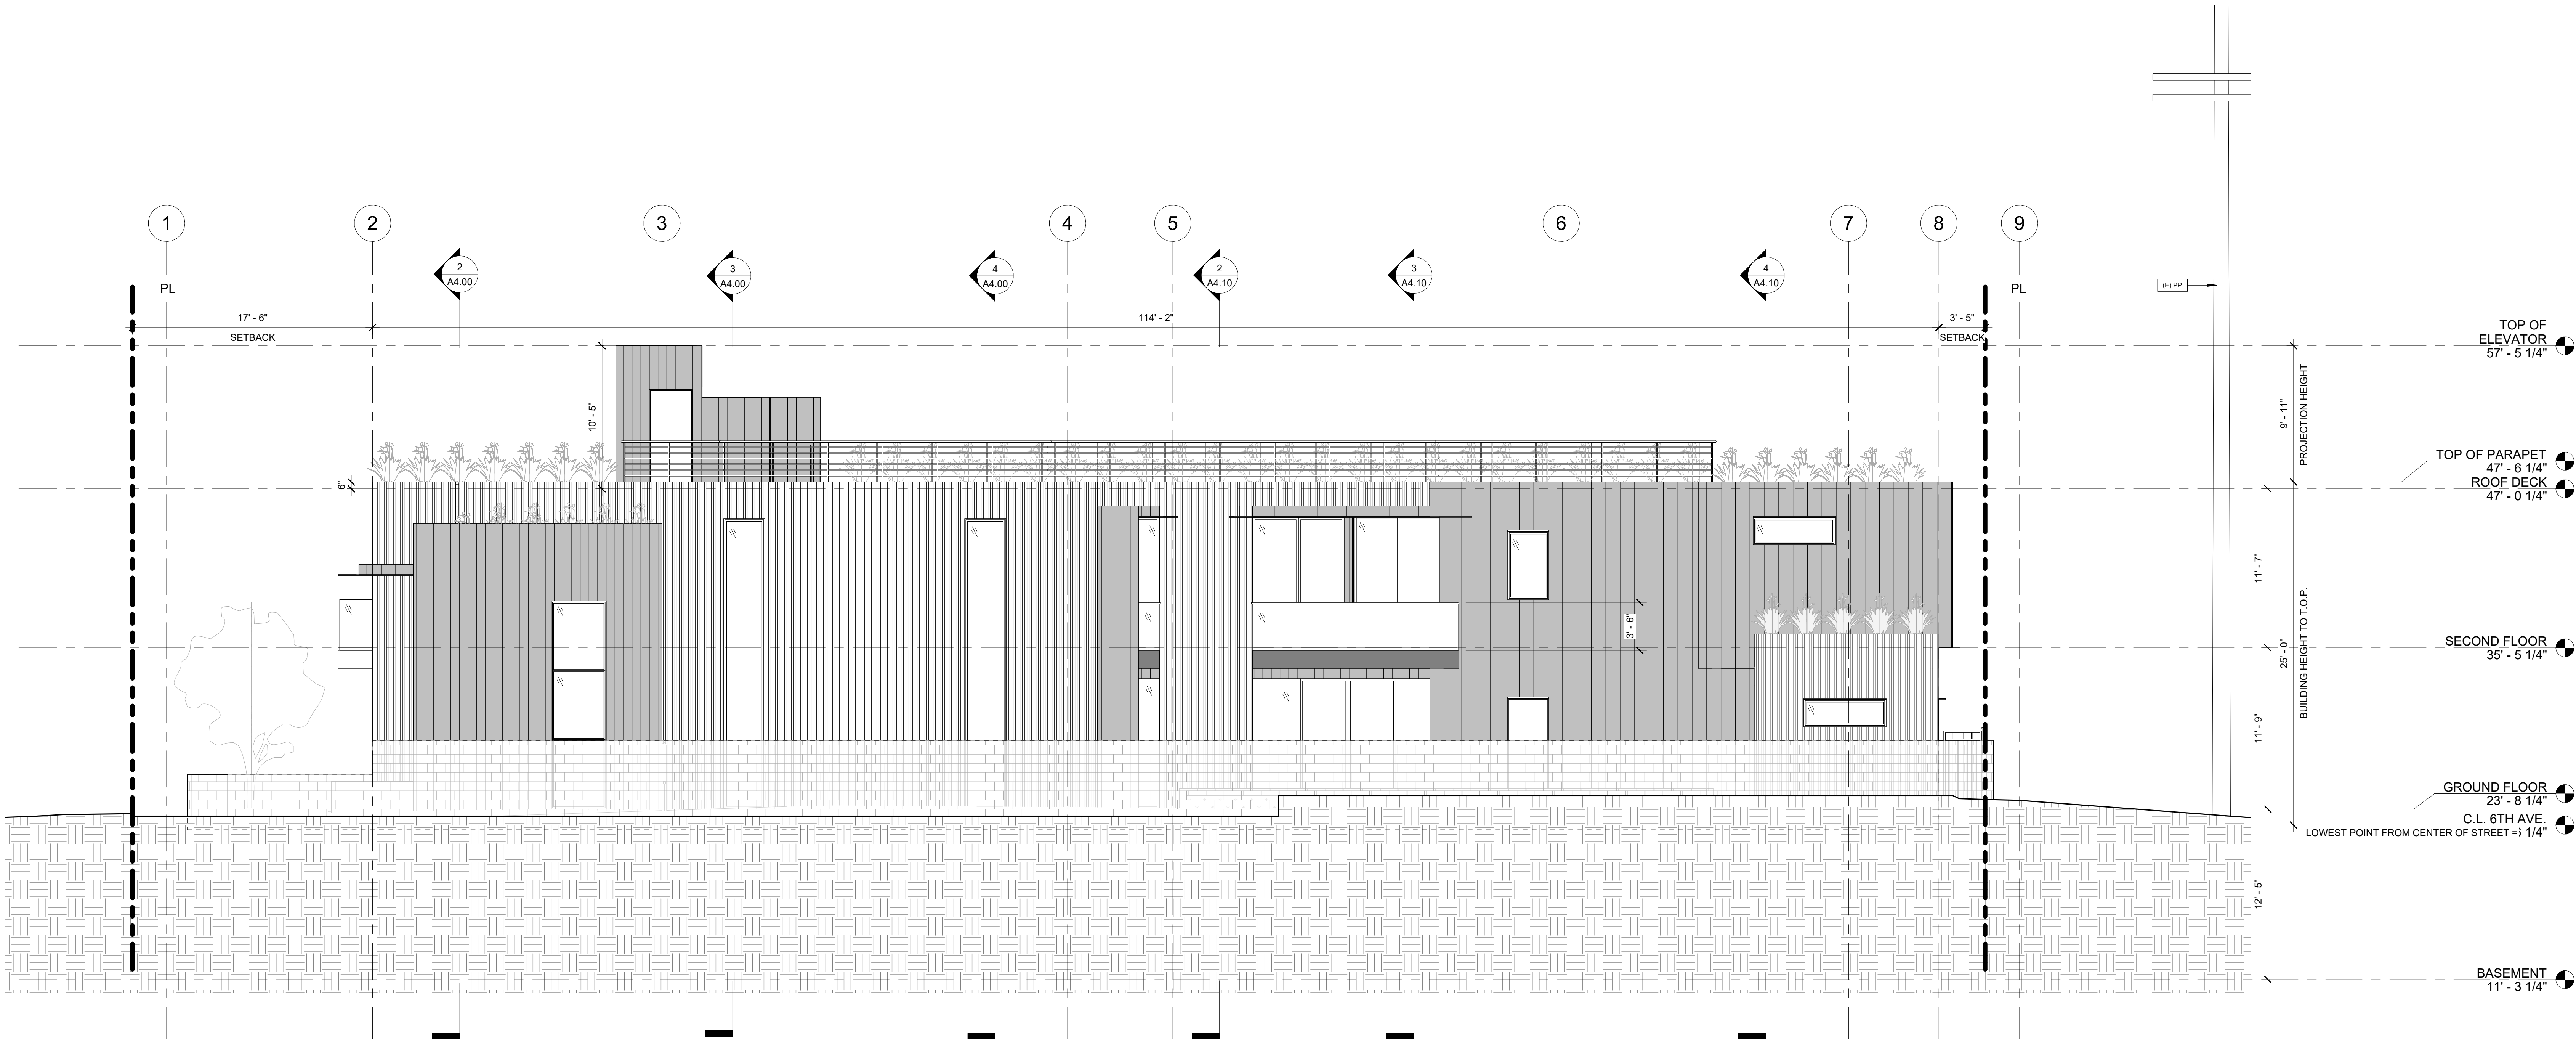 1
2
3
4
5
6
7
8
9
2
A4.00
3
A4.00
4
A4.00
2
A4.10
3
A4.10
4
A4.10
PL
PL
(E) PP
17' - 6"
SETBACK
114' - 2"
3' - 5"
SETBACK
10' - 5"
6"
3' - 6"
9' - 11"
PROJECTION HEIGHT
11' - 7"
25' - 0"
BUILDING HEIGHT TO T.O.P.
11' - 9"
12' - 5"
TOP OF
ELEVATOR
57' - 5 1/4"
TOP OF PARAPET
47' - 6 1/4"
ROOF DECK
47' - 0 1/4"
SECOND FLOOR
35' - 5 1/4"
GROUND FLOOR
23' - 8 1/4"
C.L. 6TH AVE.
LOWEST POINT FROM CENTER OF STREET = 1/4"
BASEMENT
11' - 3 1/4"